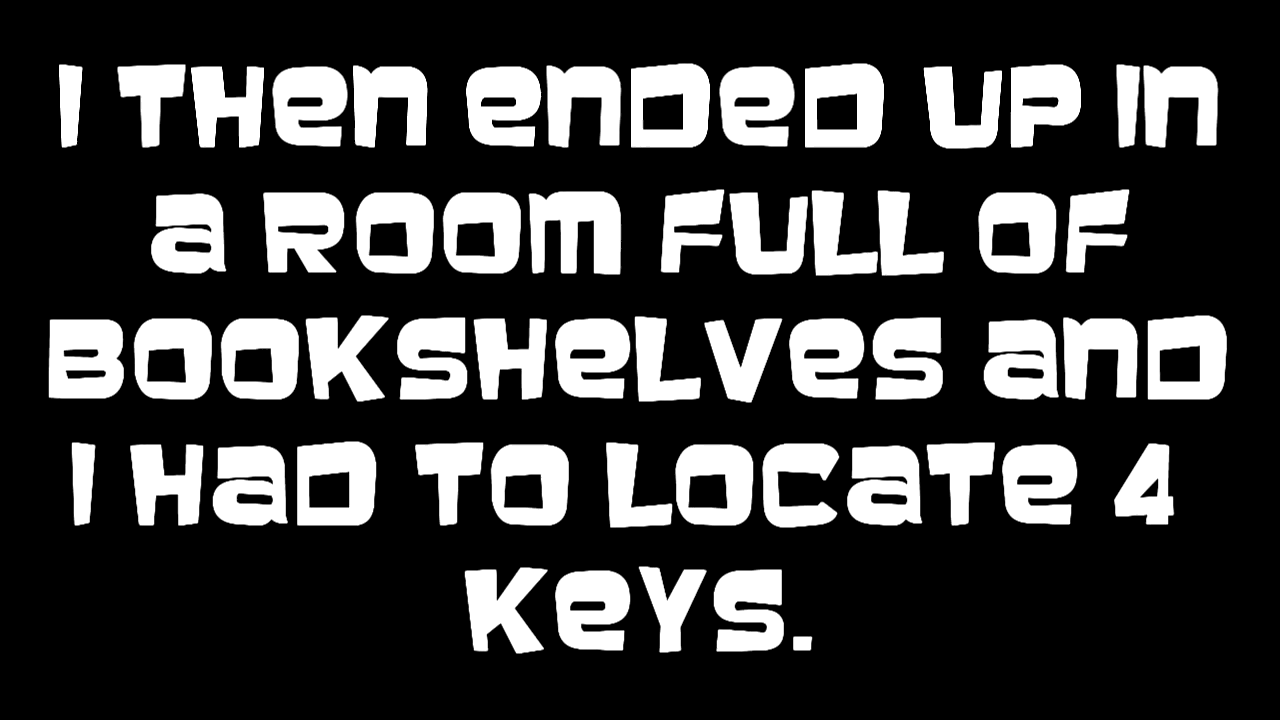 I THen enDeD UP In
a ROOm FULL OF
BOOKSHeLVeS anD
I HaD TO LOCaTe 4
KeYS.